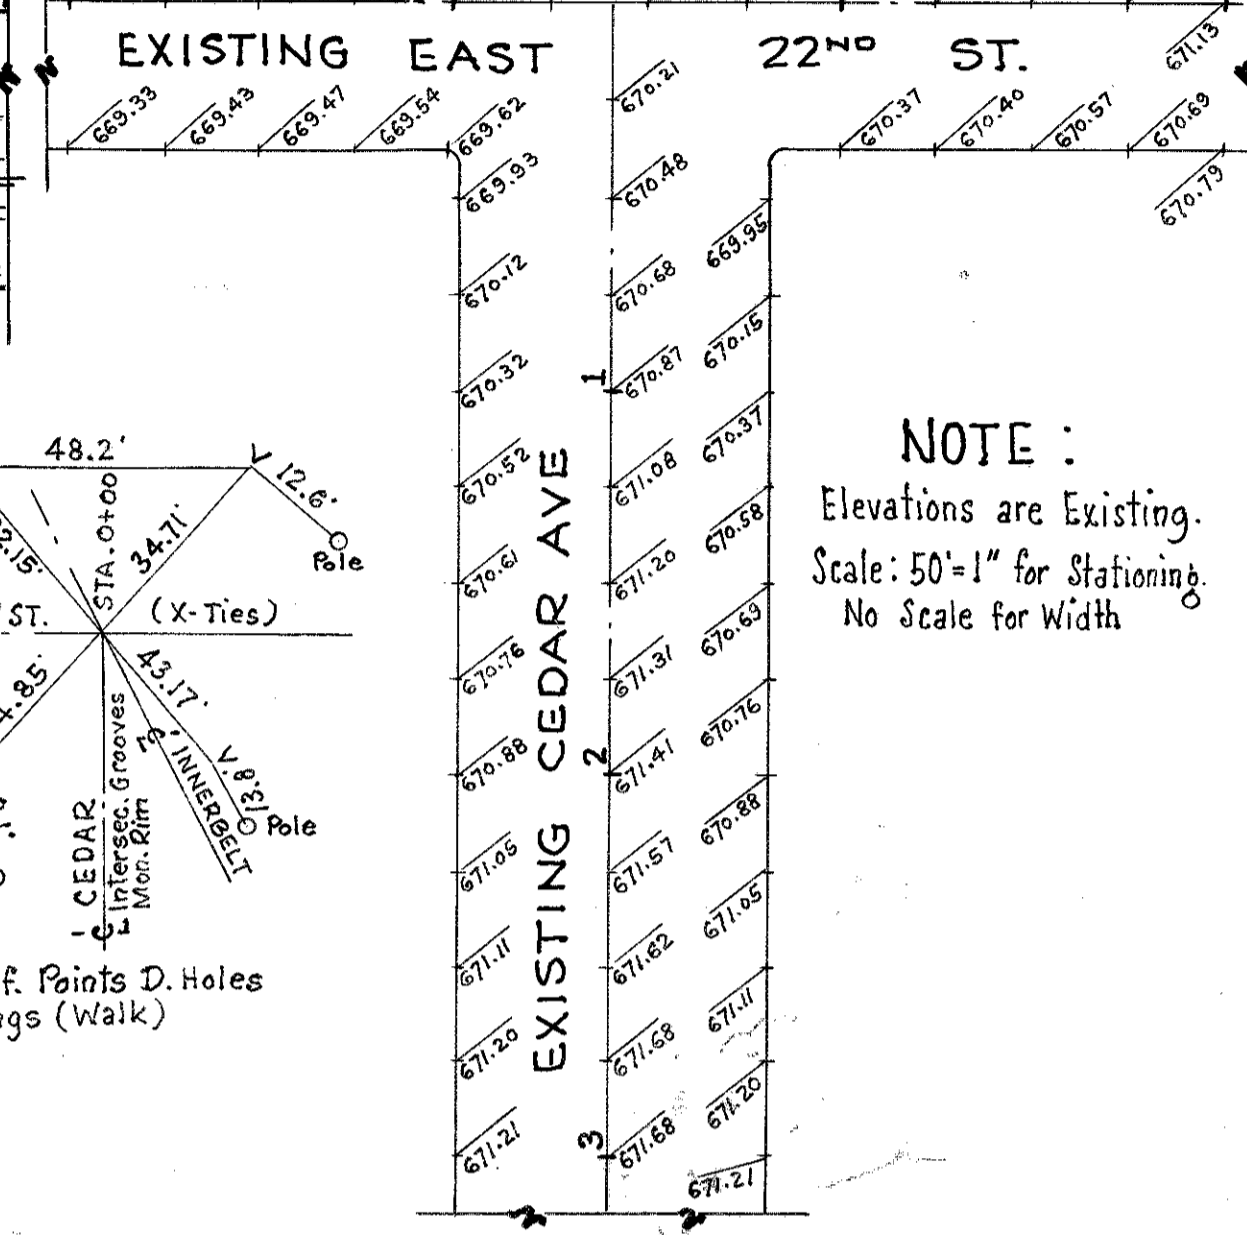 EXISTING EAST 22ND ST.
671.13
669.33 669.43 669.47 669.54 669.62
670.21
670.37 670.40 670.57 670.69
670.79
669.93
670.12
670.32
670.52
670.61
670.76
670.88
671.05
671.11
671.20
671.21
EXISTING CEDAR AVE
670.48
670.68
1
670.87
671.08
671.20
671.31
2
671.41
671.57
671.62
671.68
3
671.68
669.95
670.15
670.37
670.58
670.69
670.76
670.88
671.05
671.11
671.20
671.21
NOTE :
Elevations are Existing.
Scale: 50'=1" for Stationing.
No Scale for Width
48.2'
V 12.6'
Pole
2.15'
STA. 0+00
34.71'
ST. (X-Ties)
4.85'
43.17'
V. 13.8'
Pole
INNERBELT
CEDAR
Intersec. Grooves
Mon. Rim
f. Points D. Holes
ngs (Walk)